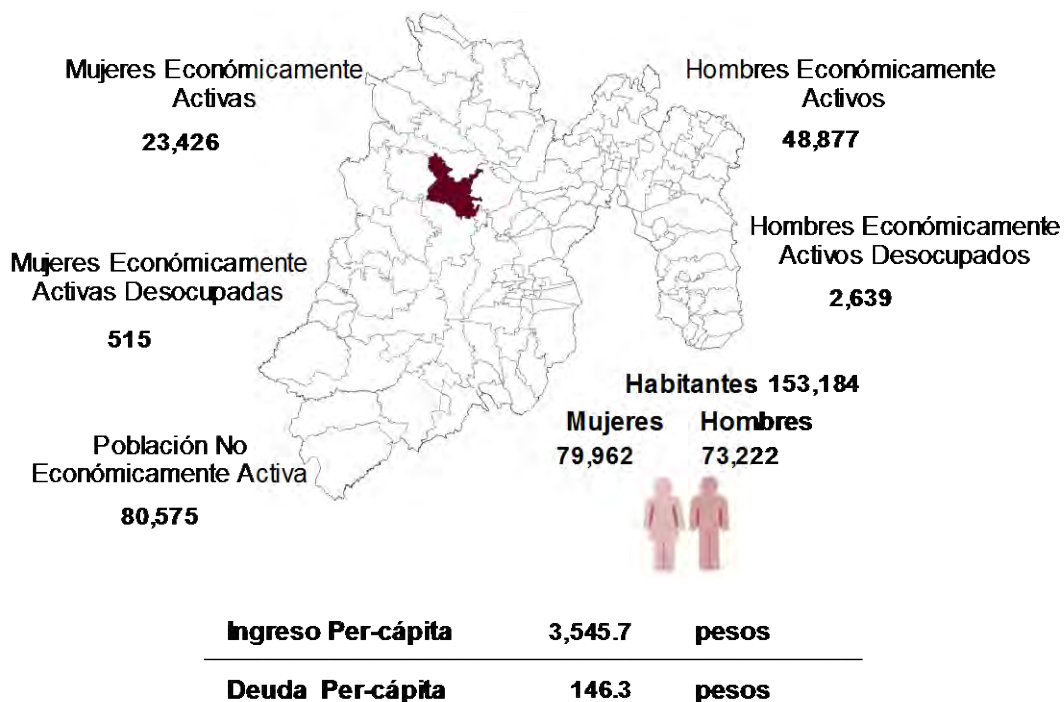 Mujeres Económicamente
Activas
23,426
Hombres Económicamente
Activos
48,877
Mujeres Económicamente
Activas Desocupadas
515
Hombres Económicamente
Activos Desocupados
2,639
Habitantes 153,184
Mujeres Hombres
79,962 73,222
Población No
Económicamente Activa
80,575
Ingreso Per-cápita 3,545.7 pesos
Deuda Per-cápita 146.3 pesos